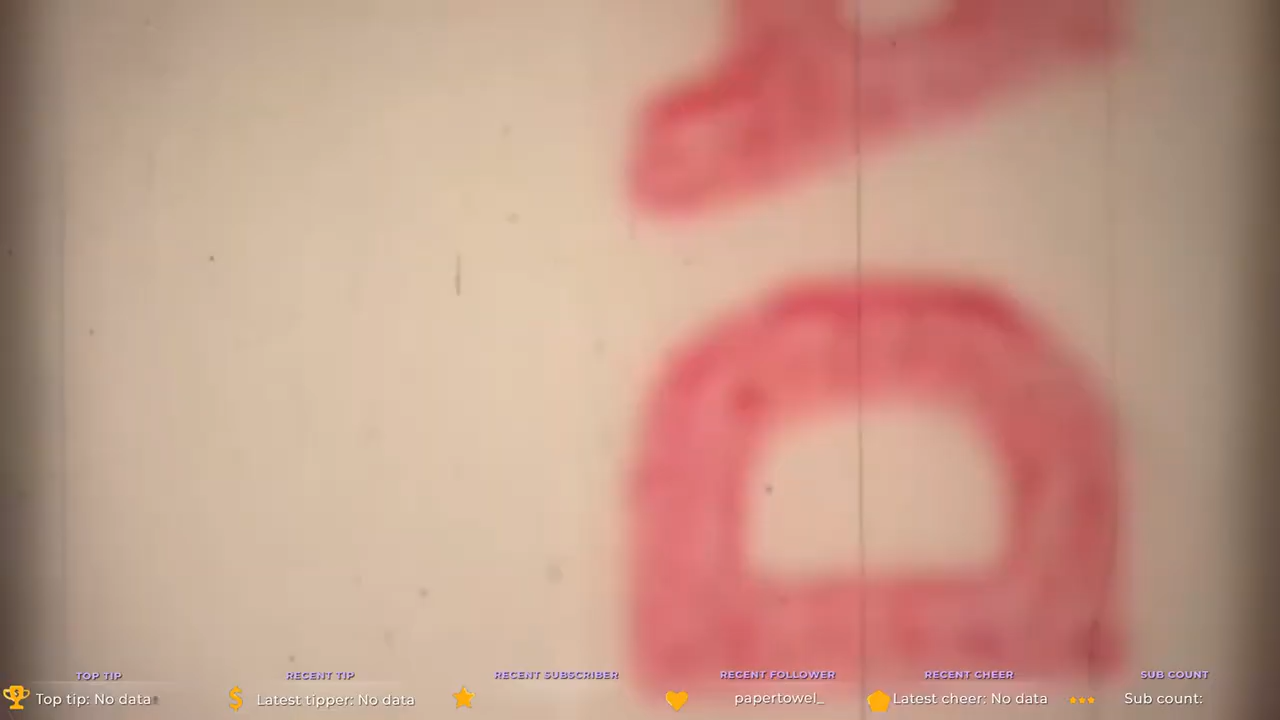 D
TOP TIP
Top tip: No data
RECENT TIP
Latest tipper: No data
RECENT SUBSCRIBER
RECENT FOLLOWER
papertowel_
RECENT CHEER
Latest cheer: No data
SUB COUNT
Sub count: